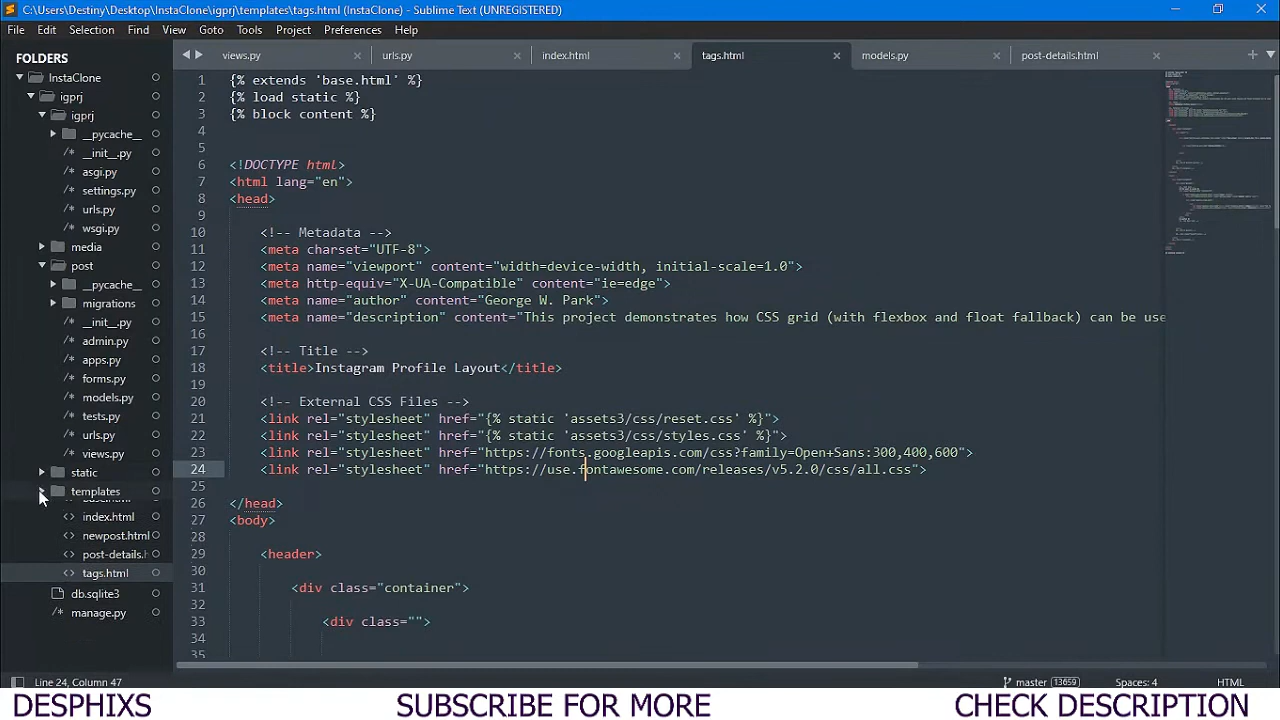 C:\Users\Destiny\Desktop\InstaClone\igprj\templates\tags.html (InstaClone) - Sublime Text (UNREGISTERED)
File Edit Selection Find View Goto Tools Project Preferences Help
FOLDERS
InstaClone
igprj
igprj
__pycache__
__init__.py
asgi.py
settings.py
urls.py
wsgi.py
media
post
__pycache__
migrations
__init__.py
admin.py
apps.py
forms.py
models.py
tests.py
urls.py
views.py
static
templates
index.html
newpost.html
post-details.h
tags.html
db.sqlite3
manage.py
views.py urls.py index.html tags.html models.py post-details.html
1 {% extends 'base.html' %}
2 {% load static %}
3 {% block content %}
4
5
6 <!DOCTYPE html>
7 <html lang="en">
8 <head>
9
10 <!-- Metadata -->
11 <meta charset="UTF-8">
12 <meta name="viewport" content="width=device-width, initial-scale=1.0">
13 <meta http-equiv="X-UA-Compatible" content="ie=edge">
14 <meta name="author" content="George W. Park">
15 <meta name="description" content="This project demonstrates how CSS grid (with flexbox and float fallback) can be use
16
17 <!-- Title -->
18 <title>Instagram Profile Layout</title>
19
20 <!-- External CSS Files -->
21 <link rel="stylesheet" href="{% static 'assets3/css/reset.css' %}">
22 <link rel="stylesheet" href="{% static 'assets3/css/styles.css' %}">
23 <link rel="stylesheet" href="https://fonts.googleapis.com/css?family=Open+Sans:300,400,600">
24 <link rel="stylesheet" href="https://use.fontawesome.com/releases/v5.2.0/css/all.css">
25
26 </head>
27 <body>
28
29 <header>
30
31 <div class="container">
32
33 <div class="">
34
35
Line 24, Column 47 master 13659 Spaces: 4 HTML
DESPHIXS SUBSCRIBE FOR MORE CHECK DESCRIPTION